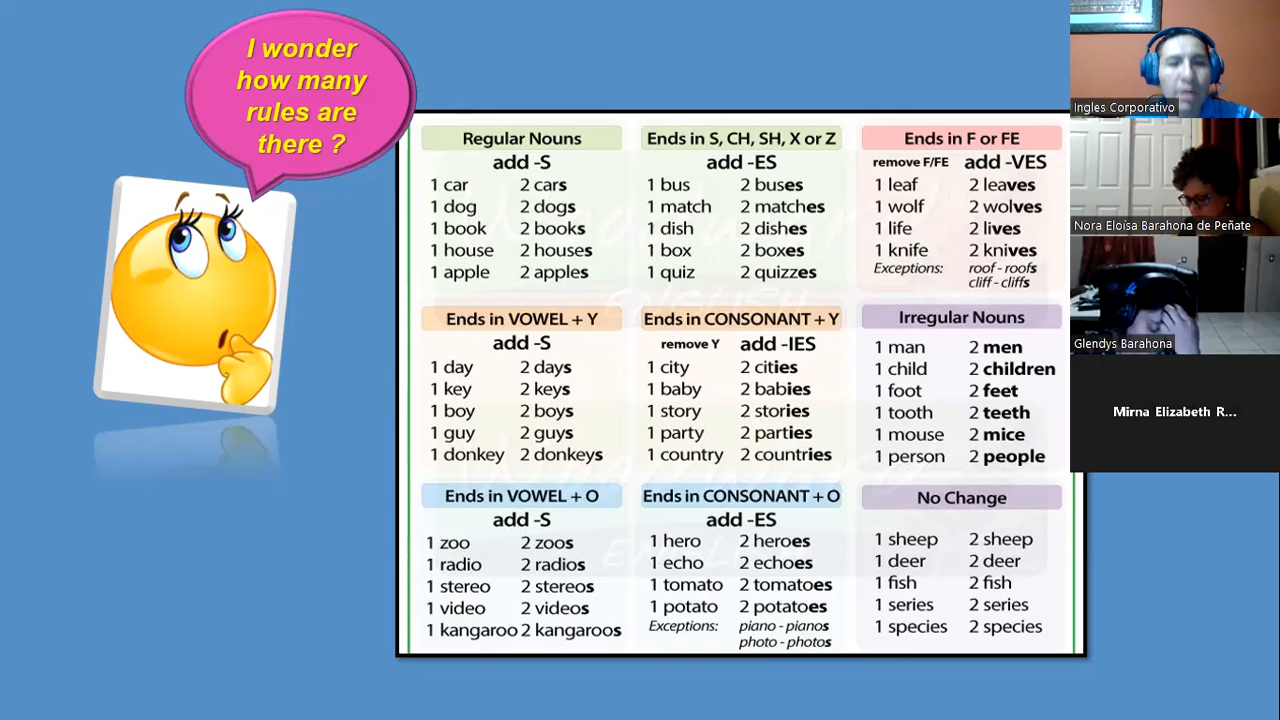 I wonder
how many
rules are
there ?
Regular Nouns
add -S
1 car 2 cars
1 dog 2 dogs
1 book 2 books
1 house 2 houses
1 apple 2 apples
Ends in S, CH, SH, X or Z
add -ES
1 bus 2 buses
1 match 2 matches
1 dish 2 dishes
1 box 2 boxes
1 quiz 2 quizzes
Ends in F or FE
remove F/FE add -VES
1 leaf 2 leaves
1 wolf 2 wolves
1 life 2 lives
1 knife 2 knives
Exceptions: roof - roofs
cliff - cliffs
Ends in VOWEL + Y
add -S
1 day 2 days
1 key 2 keys
1 boy 2 boys
1 guy 2 guys
1 donkey 2 donkeys
Ends in CONSONANT + Y
remove Y add -IES
1 city 2 cities
1 baby 2 babies
1 story 2 stories
1 party 2 parties
1 country 2 countries
Irregular Nouns
1 man 2 men
1 child 2 children
1 foot 2 feet
1 tooth 2 teeth
1 mouse 2 mice
1 person 2 people
Ends in VOWEL + O
add -S
1 zoo 2 zoos
1 radio 2 radios
1 stereo 2 stereos
1 video 2 videos
1 kangaroo 2 kangaroos
Ends in CONSONANT + O
add -ES
1 hero 2 heroes
1 echo 2 echoes
1 tomato 2 tomatoes
1 potato 2 potatoes
Exceptions: piano - pianos
photo - photos
No Change
1 sheep 2 sheep
1 deer 2 deer
1 fish 2 fish
1 series 2 series
1 species 2 species
Ingles Corporativo
Nora Eloísa Barahona de Peñate
Glendys Barahona
Mirna Elizabeth R...